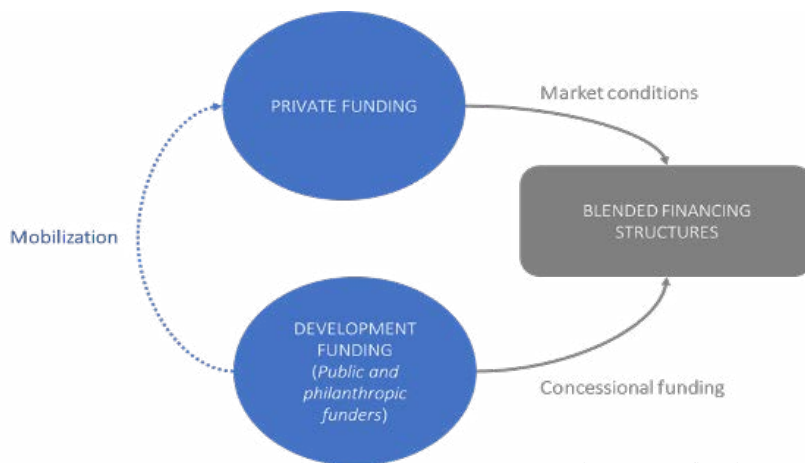 PRIVATE FUNDING
Market conditions
BLENDED FINANCING
STRUCTURES
Mobilization
DEVELOPMENT
FUNDING
(Public and
philanthropic
funders)
Concessional funding